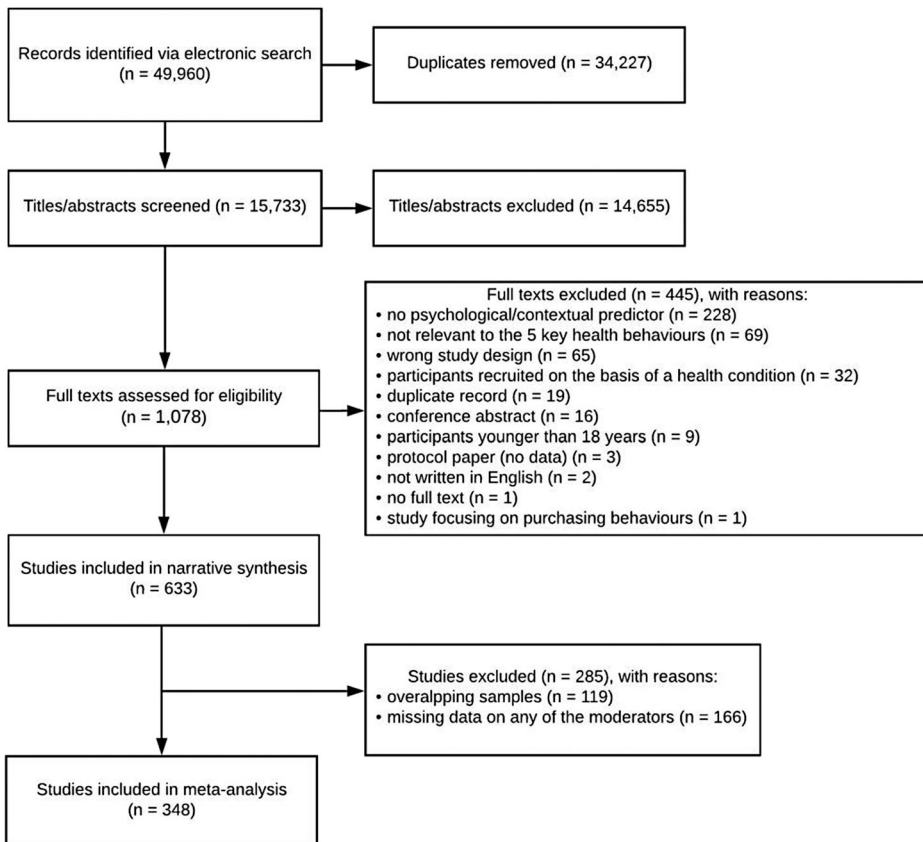 Records identified via electronic search
(n = 49,960)
Duplicates removed (n = 34,227)
Titles/abstracts screened (n = 15,733)
Titles/abstracts excluded (n = 14,655)
Full texts assessed for eligibility
(n = 1,078)
Full texts excluded (n = 445), with reasons:
• no psychological/contextual predictor (n = 228)
• not relevant to the 5 key health behaviours (n = 69)
• wrong study design (n = 65)
• participants recruited on the basis of a health condition (n = 32)
• duplicate record (n = 19)
• conference abstract (n = 16)
• participants younger than 18 years (n = 9)
• protocol paper (no data) (n = 3)
• not written in English (n = 2)
• no full text (n = 1)
• study focusing on purchasing behaviours (n = 1)
Studies included in narrative synthesis
(n = 633)
Studies excluded (n = 285), with reasons:
• overalpping samples (n = 119)
• missing data on any of the moderators (n = 166)
Studies included in meta-analysis
(n = 348)